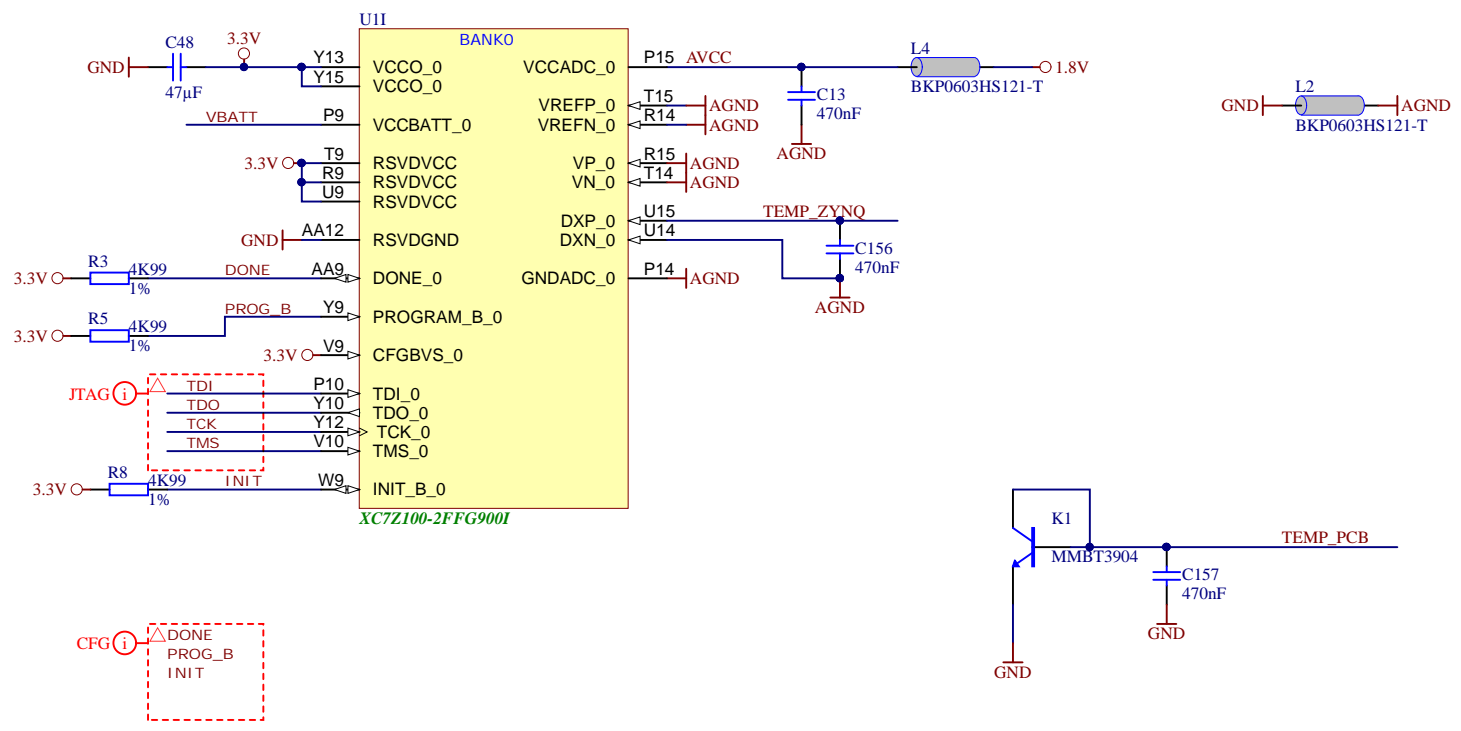 U1I
BANK0
C48
3.3V
GND
47µF
Y13
VCCO_0
Y15
VCCO_0
VBATT
P9
VCCBATT_0
3.3V
T9
RSVDVCC
R9
RSVDVCC
U9
RSVDVCC
GND
AA12
RSVDGND
R3
3.3V
4K99
1%
DONE
AA9
DONE_0
R5
3.3V
4K99
1%
PROG_B
Y9
PROGRAM_B_0
3.3V
V9
CFGBVS_0
JTAG
i
TDI
P10
TDI_0
TDO
Y10
TDO_0
TCK
Y12
TCK_0
TMS
V10
TMS_0
R8
3.3V
4K99
1%
INIT
W9
INIT_B_0
XC7Z100-2FFG900I
VCCADC_0
P15
AVCC
L4
BKP0603HS121-T
1.8V
C13
470nF
AGND
VREFP_0
T15
AGND
VREFN_0
R14
AGND
VP_0
R15
AGND
VN_0
T14
AGND
DXP_0
U15
TEMP_ZYNQ
DXN_0
U14
C156
470nF
AGND
GNDADC_0
P14
AGND
L2
GND
AGND
BKP0603HS121-T
K1
MMBT3904
TEMP_PCB
C157
470nF
GND
GND
CFG
i
DONE
PROG_B
INIT